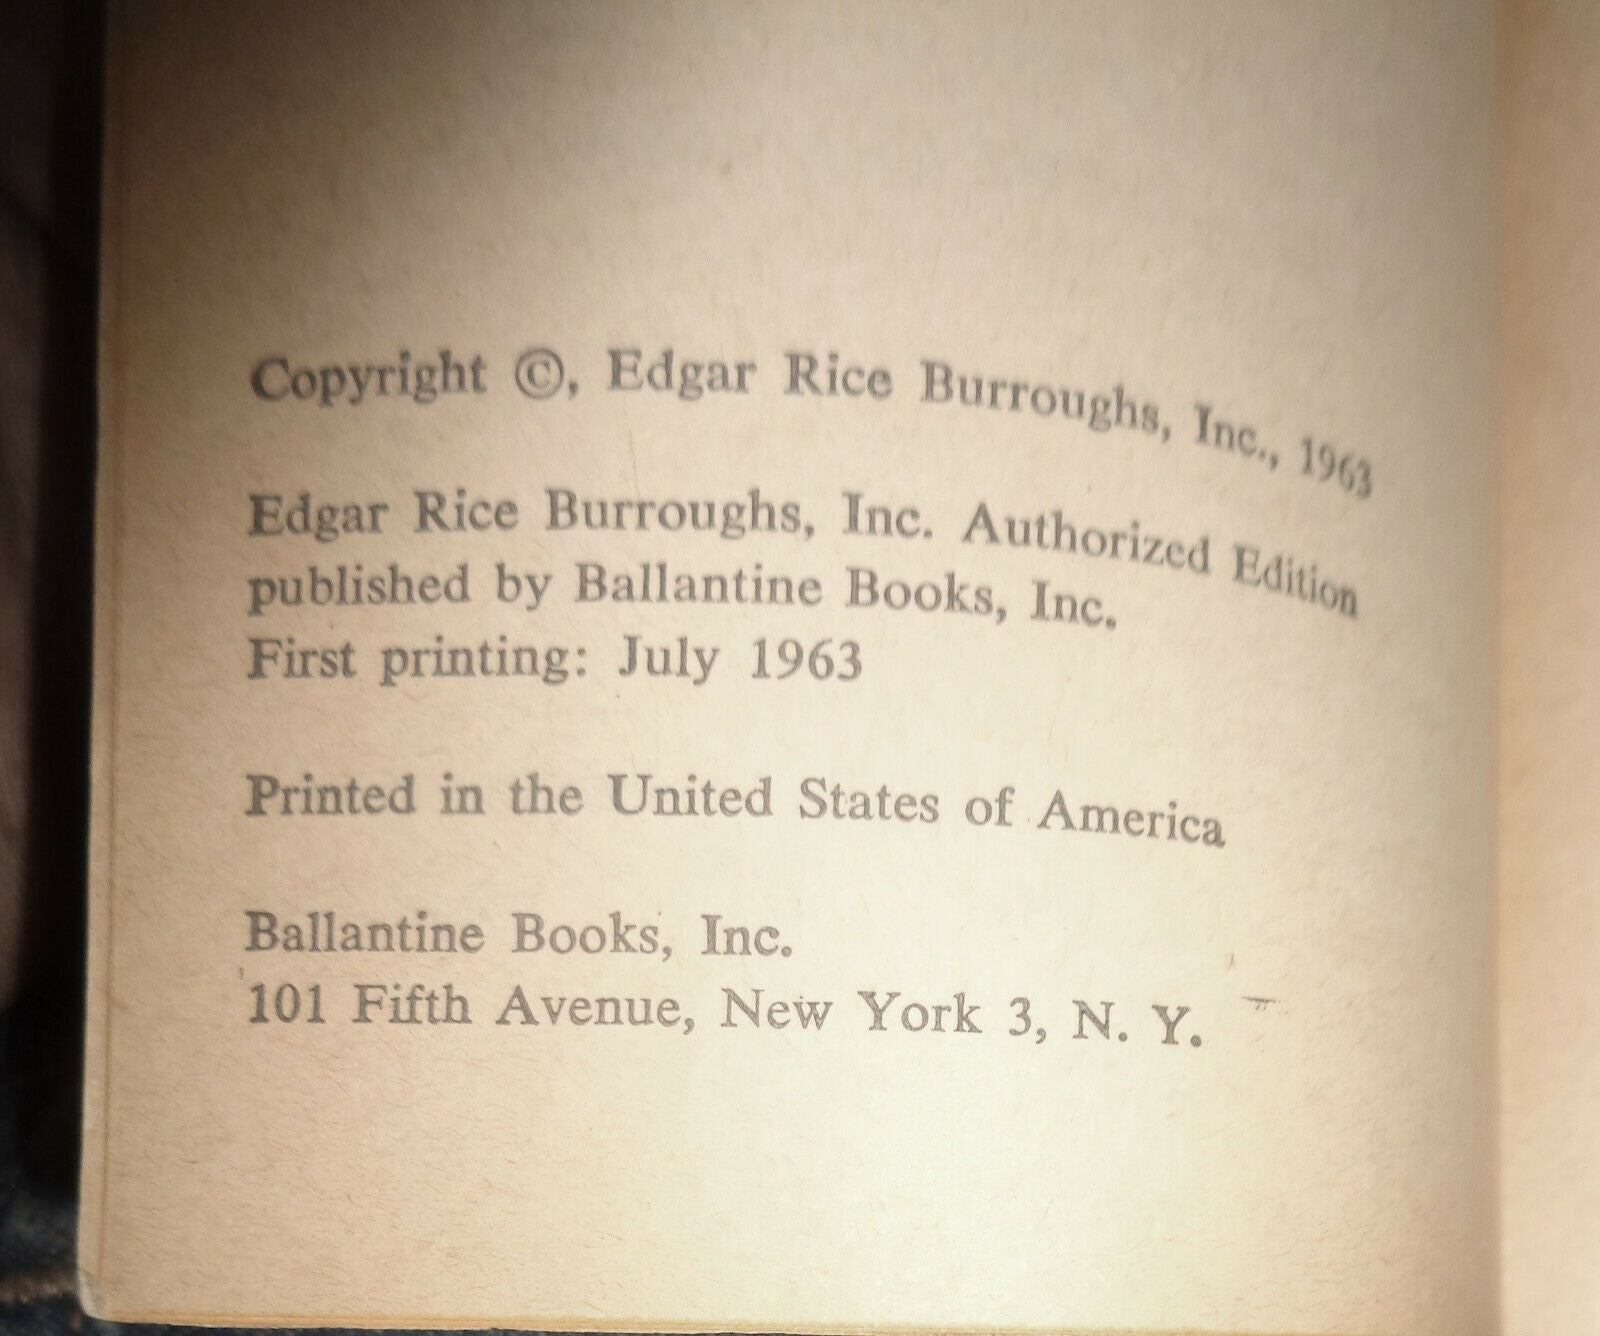 Copyright ©, Edgar Rice Burroughs, Inc., 1963
Edgar Rice Burroughs, Inc. Authorized Edition
published by Ballantine Books, Inc.
First printing: July 1963
Printed in the United States of America
Ballantine Books, Inc.
101 Fifth Avenue, New York 3, N. Y.